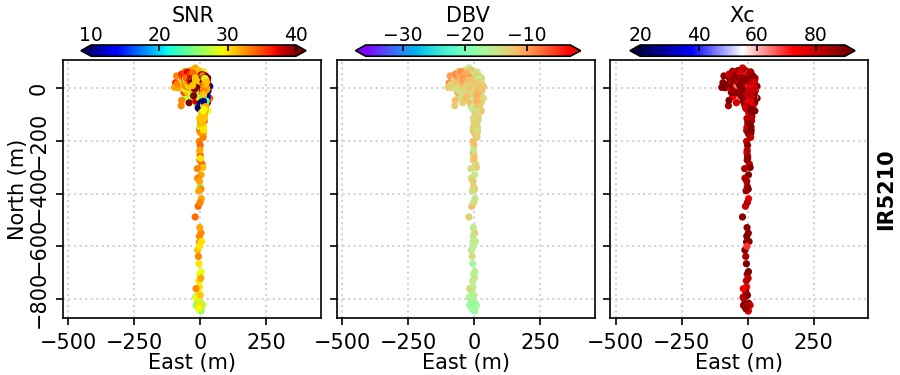 SNR DBV Xc
10 20 30 40 −30 −20 −10 20 40 60 80
North (m)
0
−200
−400
−600
−800
IR5210
−500 −250 0 250 −500 −250 0 250 −500 −250 0 250
East (m) East (m) East (m)